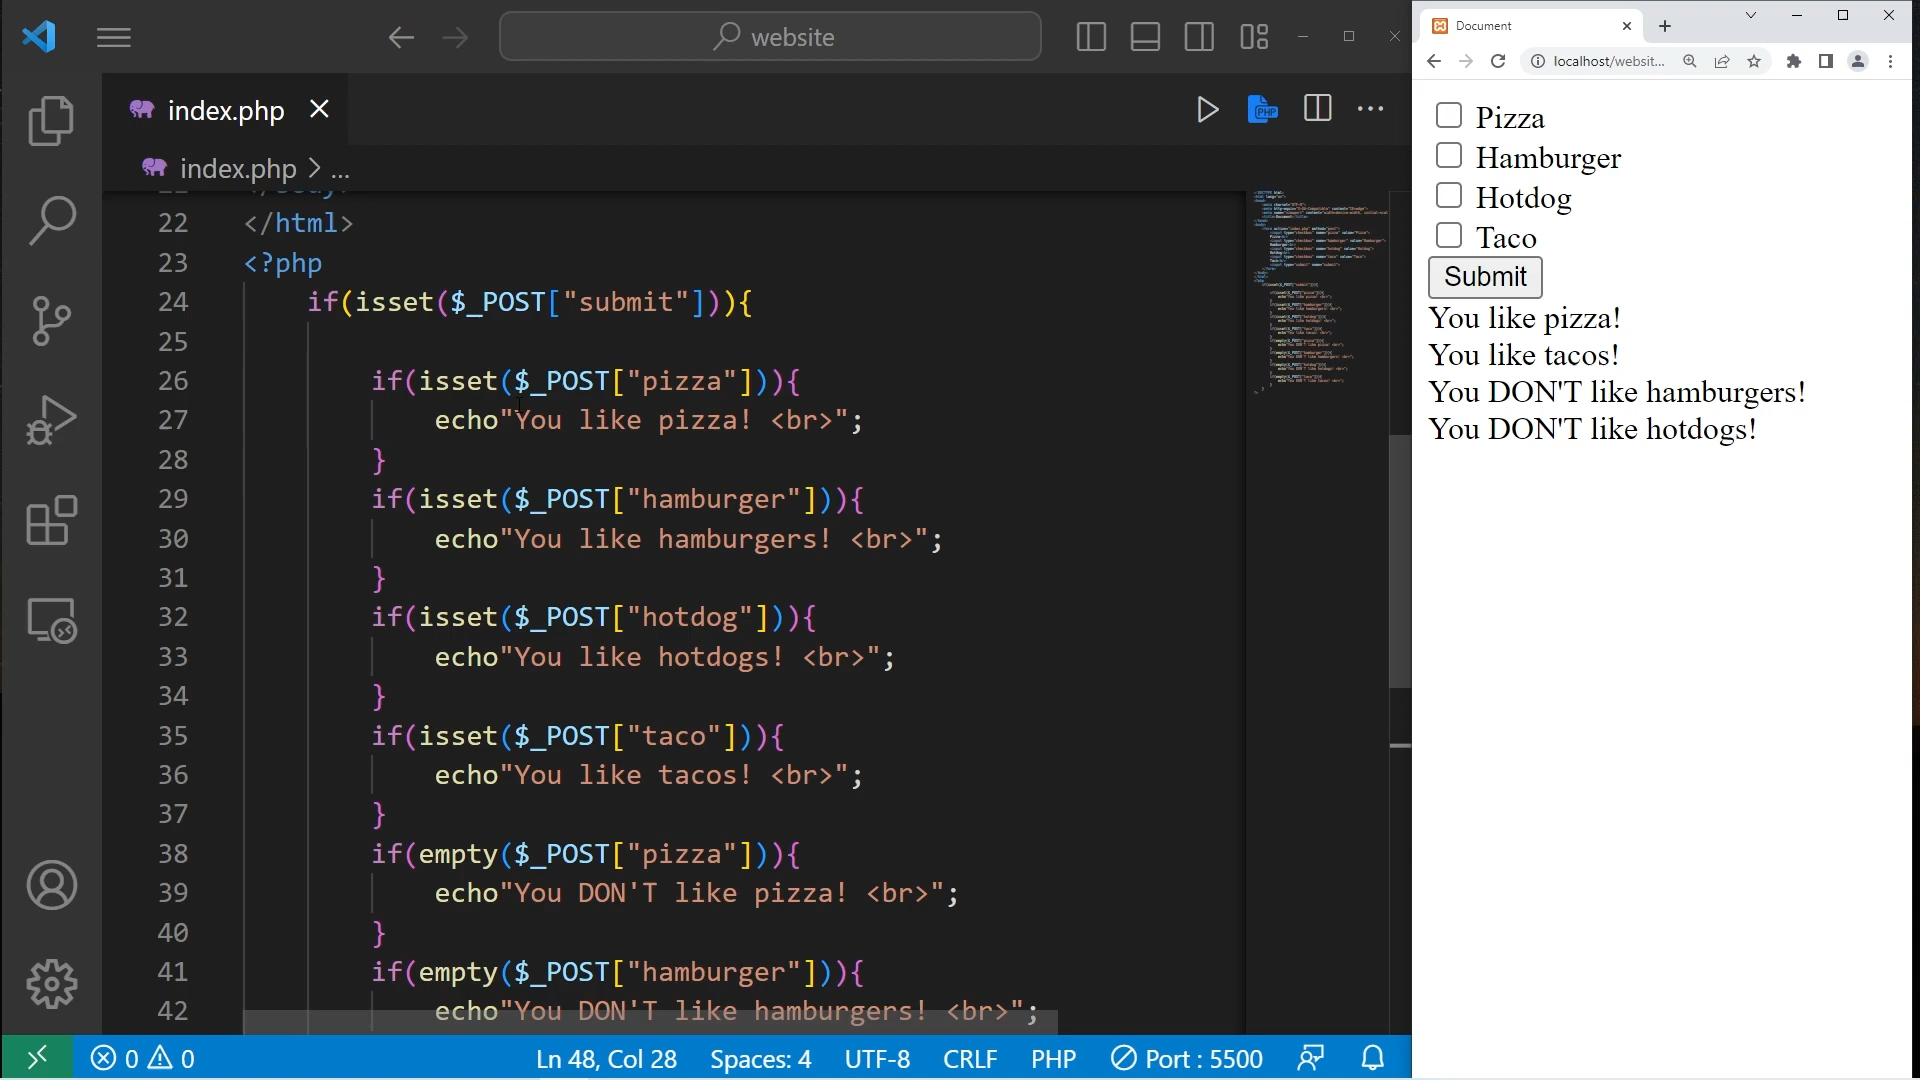 website
index.php
index.php > ...
22 </html>
23 <?php
24 if(isset($_POST["submit"])){
25
26 if(isset($_POST["pizza"])){
27 echo"You like pizza! <br>";
28 }
29 if(isset($_POST["hamburger"])){
30 echo"You like hamburgers! <br>";
31 }
32 if(isset($_POST["hotdog"])){
33 echo"You like hotdogs! <br>";
34 }
35 if(isset($_POST["taco"])){
36 echo"You like tacos! <br>";
37 }
38 if(empty($_POST["pizza"])){
39 echo"You DON'T like pizza! <br>";
40 }
41 if(empty($_POST["hamburger"])){
42 echo"You DON'T like hamburgers! <br>";
0 0 Ln 48, Col 28 Spaces: 4 UTF-8 CRLF PHP Port : 5500
Document
localhost/websit...
Pizza
Hamburger
Hotdog
Taco
Submit
You like pizza!
You like tacos!
You DON'T like hamburgers!
You DON'T like hotdogs!